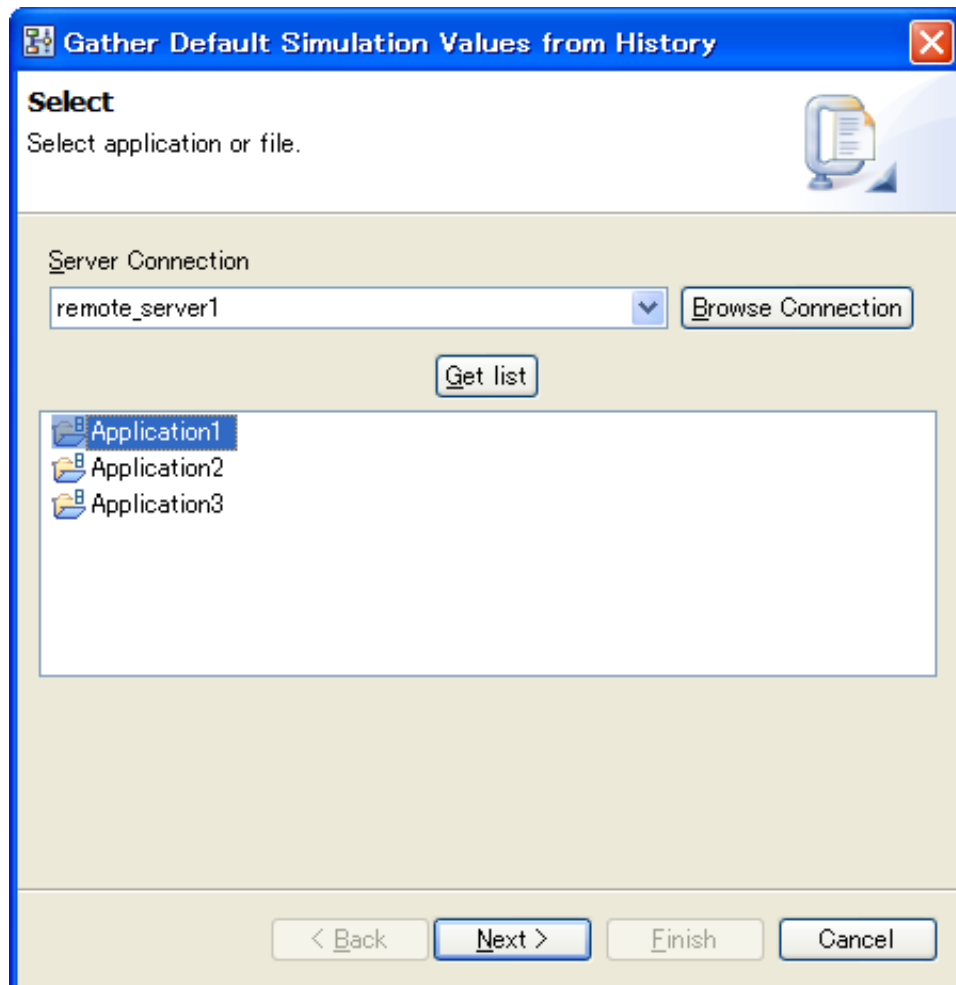 Gather Default Simulation Values from History
Select
Select application or file.
Server Connection
remote_server1
Browse Connection
Get list
Application1
Application2
Application3
< Back
Next >
Finish
Cancel